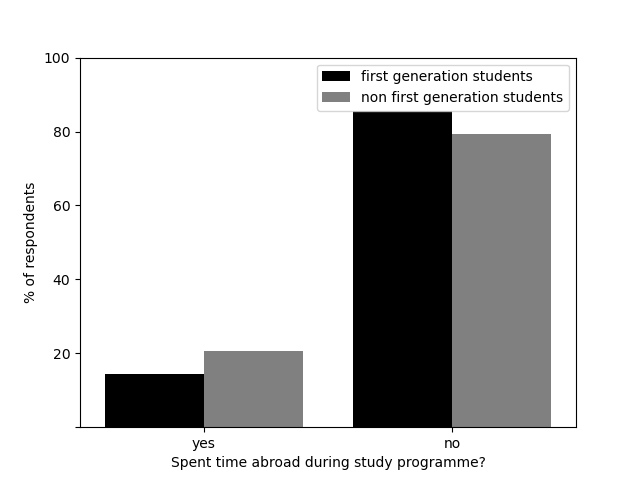 100
80
60
40
20
% of respondents
first generation students
non first generation students
yes
no
Spent time abroad during study programme?